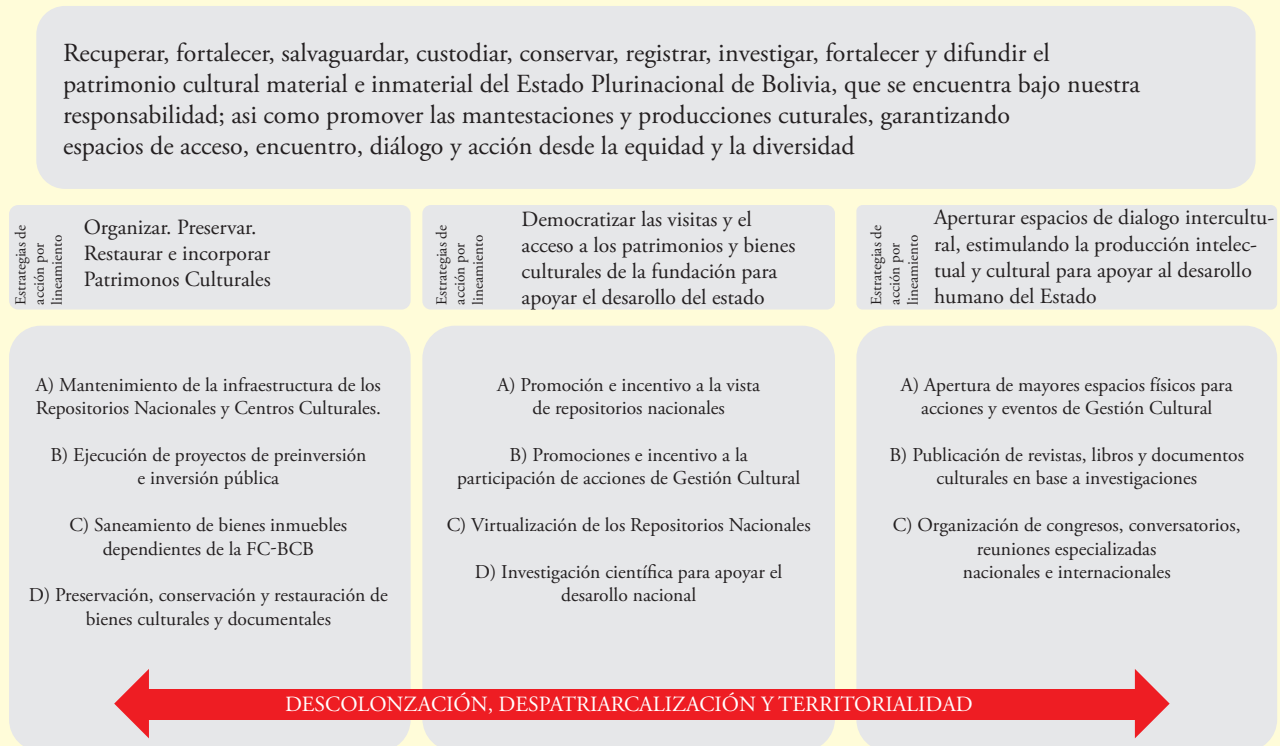 Recuperar, fortalecer, salvaguardar, custodiar, conservar, registrar, investigar, fortalecer y difundir el
patrimonio cultural material e inmaterial del Estado Plurinacional de Bolivia, que se encuentra bajo nuestra
responsabilidad; asi como promover las mantestaciones y producciones cuturales, garantizando
espacios de acceso, encuentro, diálogo y acción desde la equidad y la diversidad
Estrategias de
acción por
lineamiento
Organizar. Preservar.
Restaurar e incorporar
Patrimonos Culturales
Estrategias de
acción por
lineamiento
Democratizar las visitas y el
acceso a los patrimonios y bienes
culturales de la fundación para
apoyar el desarollo del estado
Estrategias de
acción por
lineamiento
Aperturar espacios de dialogo intercultu-
ral, estimulando la producción intelec-
tual y cultural para apoyar al desarollo
humano del Estado
A) Mantenimiento de la infraestructura de los
Repositorios Nacionales y Centros Culturales.
B) Ejecución de proyectos de preinversión
e inversión pública
C) Saneamiento de bienes inmuebles
dependientes de la FC-BCB
D) Preservación, conservación y restauración de
bienes culturales y documentales
A) Promoción e incentivo a la vista
de repositorios nacionales
B) Promociones e incentivo a la
participación de acciones de Gestión Cultural
C) Virtualización de los Repositorios Nacionales
D) Investigación científica para apoyar el
desarollo nacional
A) Apertura de mayores espacios físicos para
acciones y eventos de Gestión Cultural
B) Publicación de revistas, libros y documentos
culturales en base a investigaciones
C) Organización de congresos, conversatorios,
reuniones especializadas
nacionales e internacionales
DESCOLONZACIÓN, DESPATRIARCALIZACIÓN Y TERRITORIALIDAD